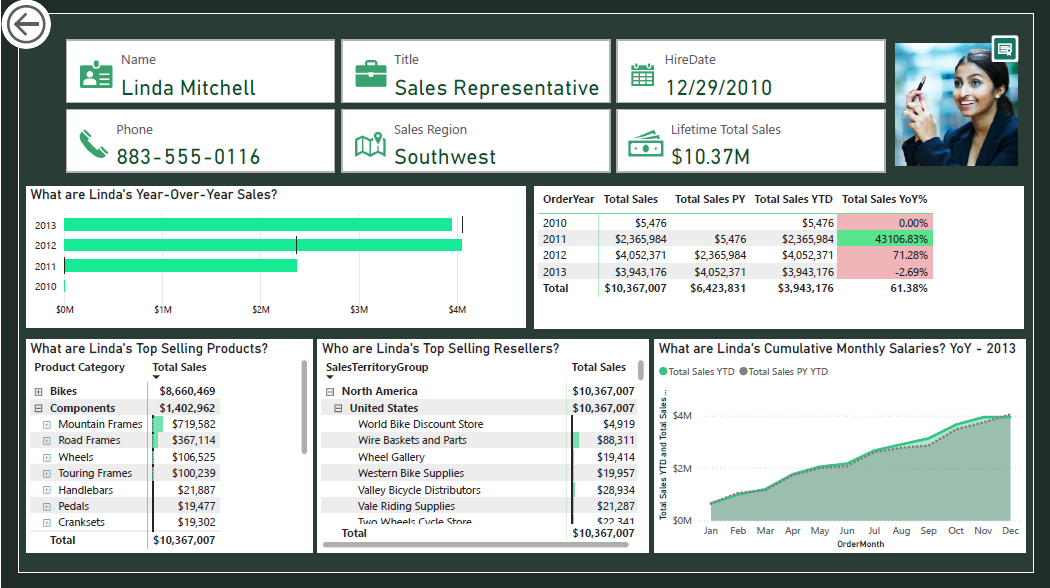 Name
Linda Mitchell
Title
Sales Representative
HireDate
12/29/2010
Phone
883-555-0116
Sales Region
Southwest
Lifetime Total Sales
$10.37M
What are Linda's Year-Over-Year Sales?
2013
2012
2011
2010
$0M $1M $2M $3M $4M
OrderYear Total Sales Total Sales PY Total Sales YTD Total Sales YoY%
2010 $5,476 $5,476 0.00%
2011 $2,365,984 $5,476 $2,365,984 43106.83%
2012 $4,052,371 $2,365,984 $4,052,371 71.28%
2013 $3,943,176 $4,052,371 $3,943,176 -2.69%
Total $10,367,007 $6,423,831 $3,943,176 61.38%
What are Linda's Top Selling Products?
Product Category Total Sales
Bikes $8,660,469
Components $1,402,962
Mountain Frames $719,582
Road Frames $367,114
Wheels $106,525
Touring Frames $100,239
Handlebars $21,887
Pedals $19,477
Cranksets $19,302
Total $10,367,007
Who are Linda's Top Selling Resellers?
SalesTerritoryGroup Total Sales
North America $10,367,007
United States $10,367,007
World Bike Discount Store $4,919
Wire Baskets and Parts $88,311
Wheel Gallery $19,414
Western Bike Supplies $19,957
Valley Bicycle Distributors $28,934
Vale Riding Supplies $21,287
Two Wheels Cycle Store $22,341
Total $10,367,007
What are Linda's Cumulative Monthly Salaries? YoY - 2013
Total Sales YTD Total Sales PY YTD
Total Sales YTD and Total Sales ...
$4M
$2M
$0M
Jan Feb Mar Apr May Jun Jul Aug Sep Oct Nov Dec
OrderMonth